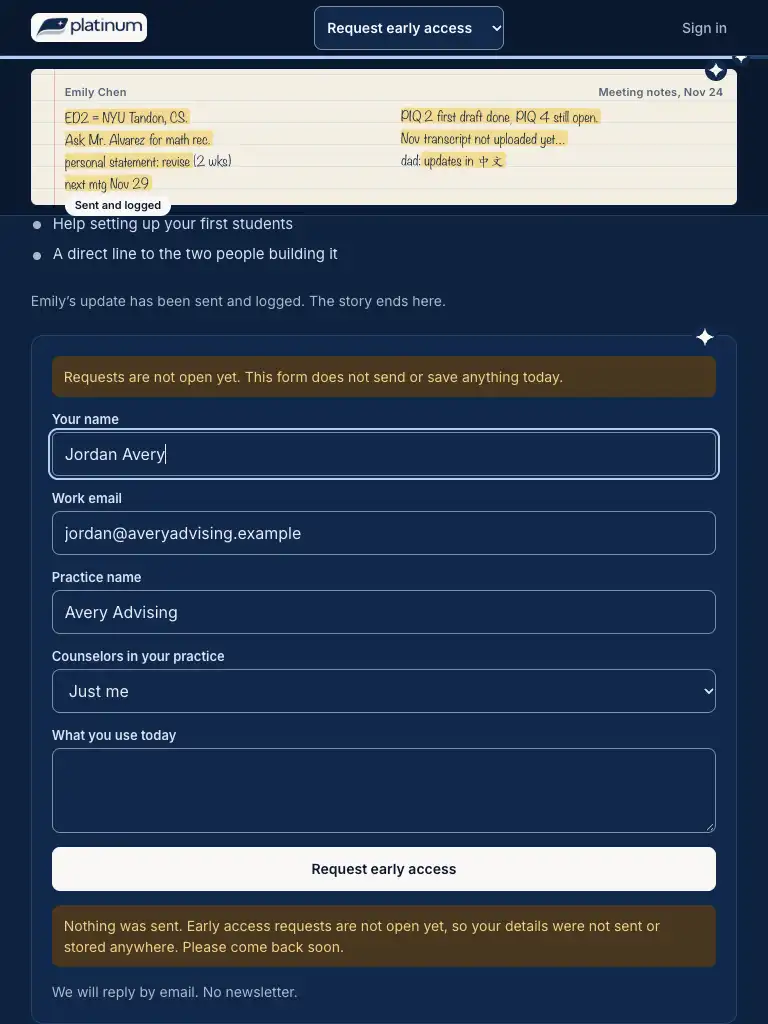 platinum
Request early access
Sign in
Emily Chen
Meeting notes, Nov 24
ED2 = NYU Tandon, CS.
Ask Mr. Alvarez for math rec.
personal statement: revise (2 wks)
next mtg Nov 29
PIQ 2 first draft done, PIQ 4 still open.
Nov transcript not uploaded yet...
dad: updates in 中文
Sent and logged
Help setting up your first students
A direct line to the two people building it
Emily's update has been sent and logged. The story ends here.
Requests are not open yet. This form does not send or save anything today.
Your name
Jordan Avery
Work email
jordan@averyadvising.example
Practice name
Avery Advising
Counselors in your practice
Just me
What you use today
Request early access
Nothing was sent. Early access requests are not open yet, so your details were not sent or
stored anywhere. Please come back soon.
We will reply by email. No newsletter.